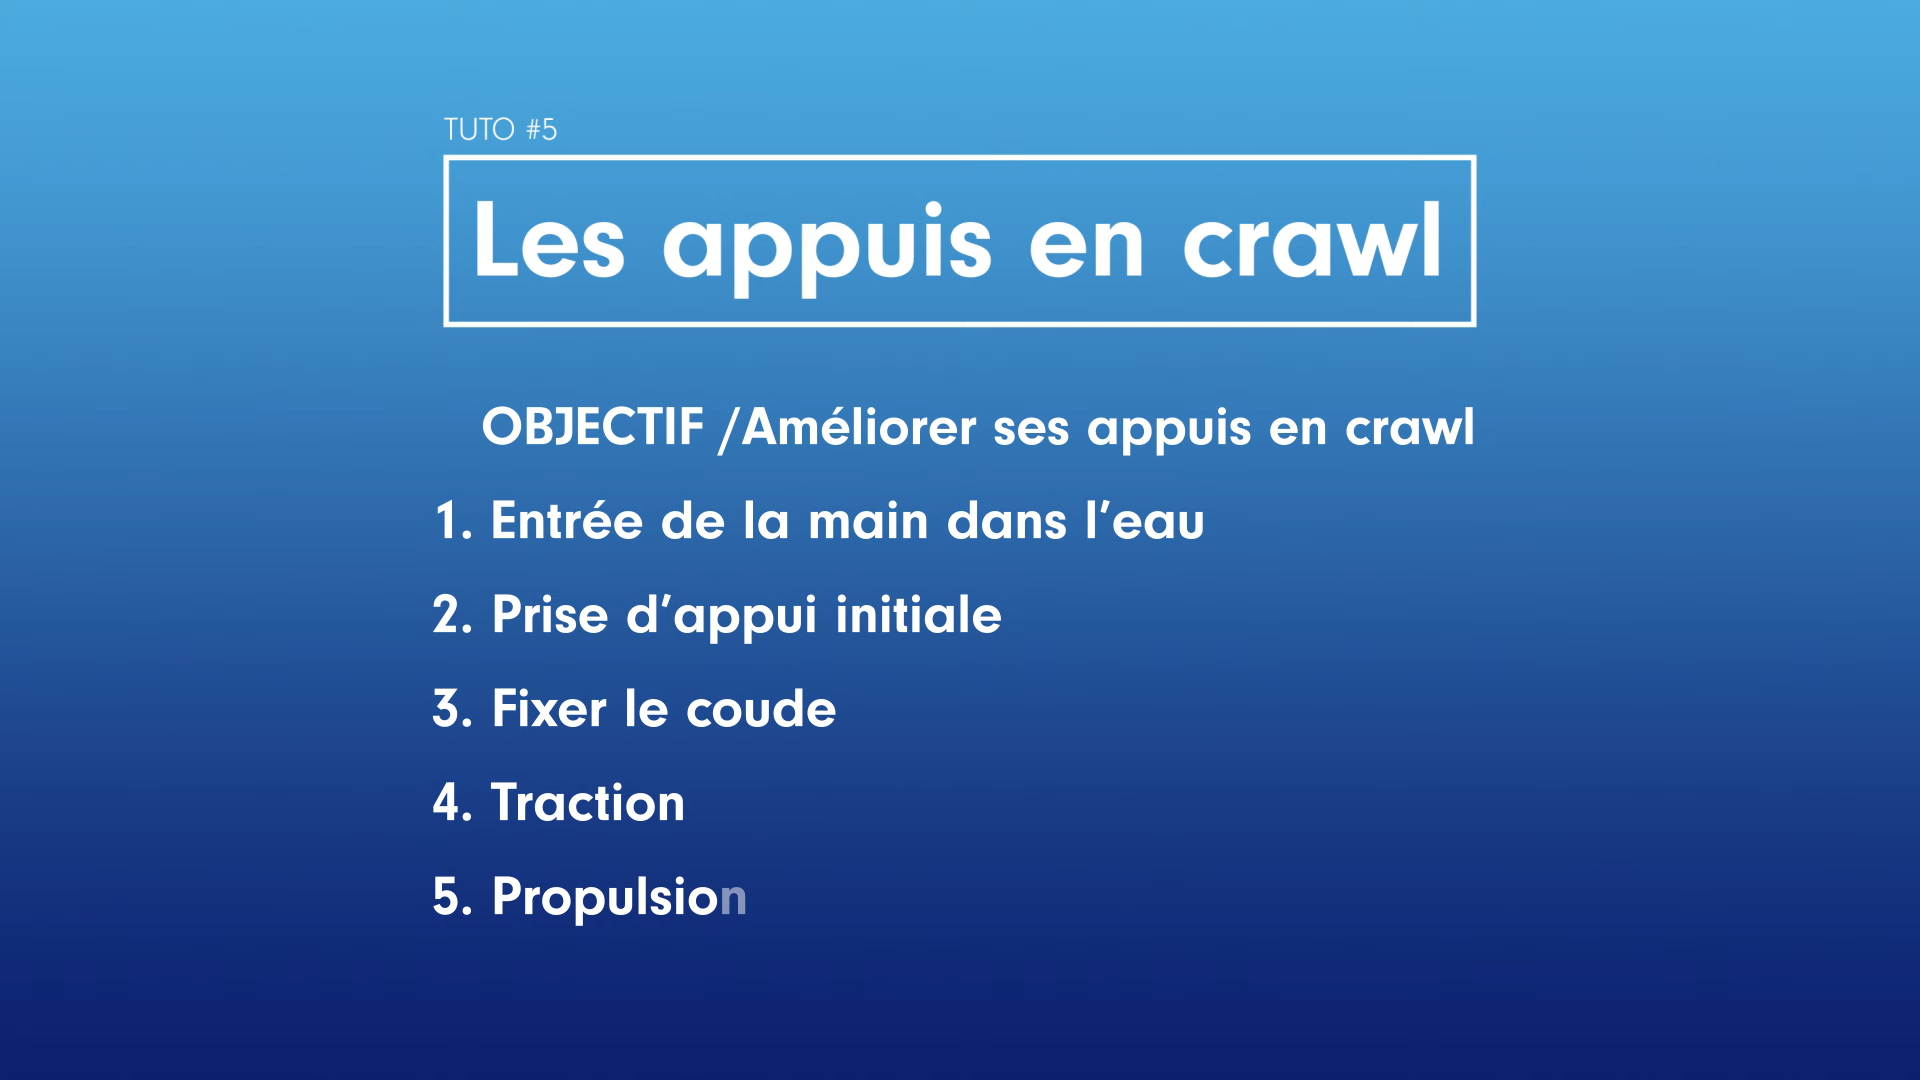 TUTO #5
Les appuis en crawl
OBJECTIF /Améliorer ses appuis en crawl
1. Entrée de la main dans l’eau
2. Prise d’appui initiale
3. Fixer le coude
4. Traction
5. Propulsion